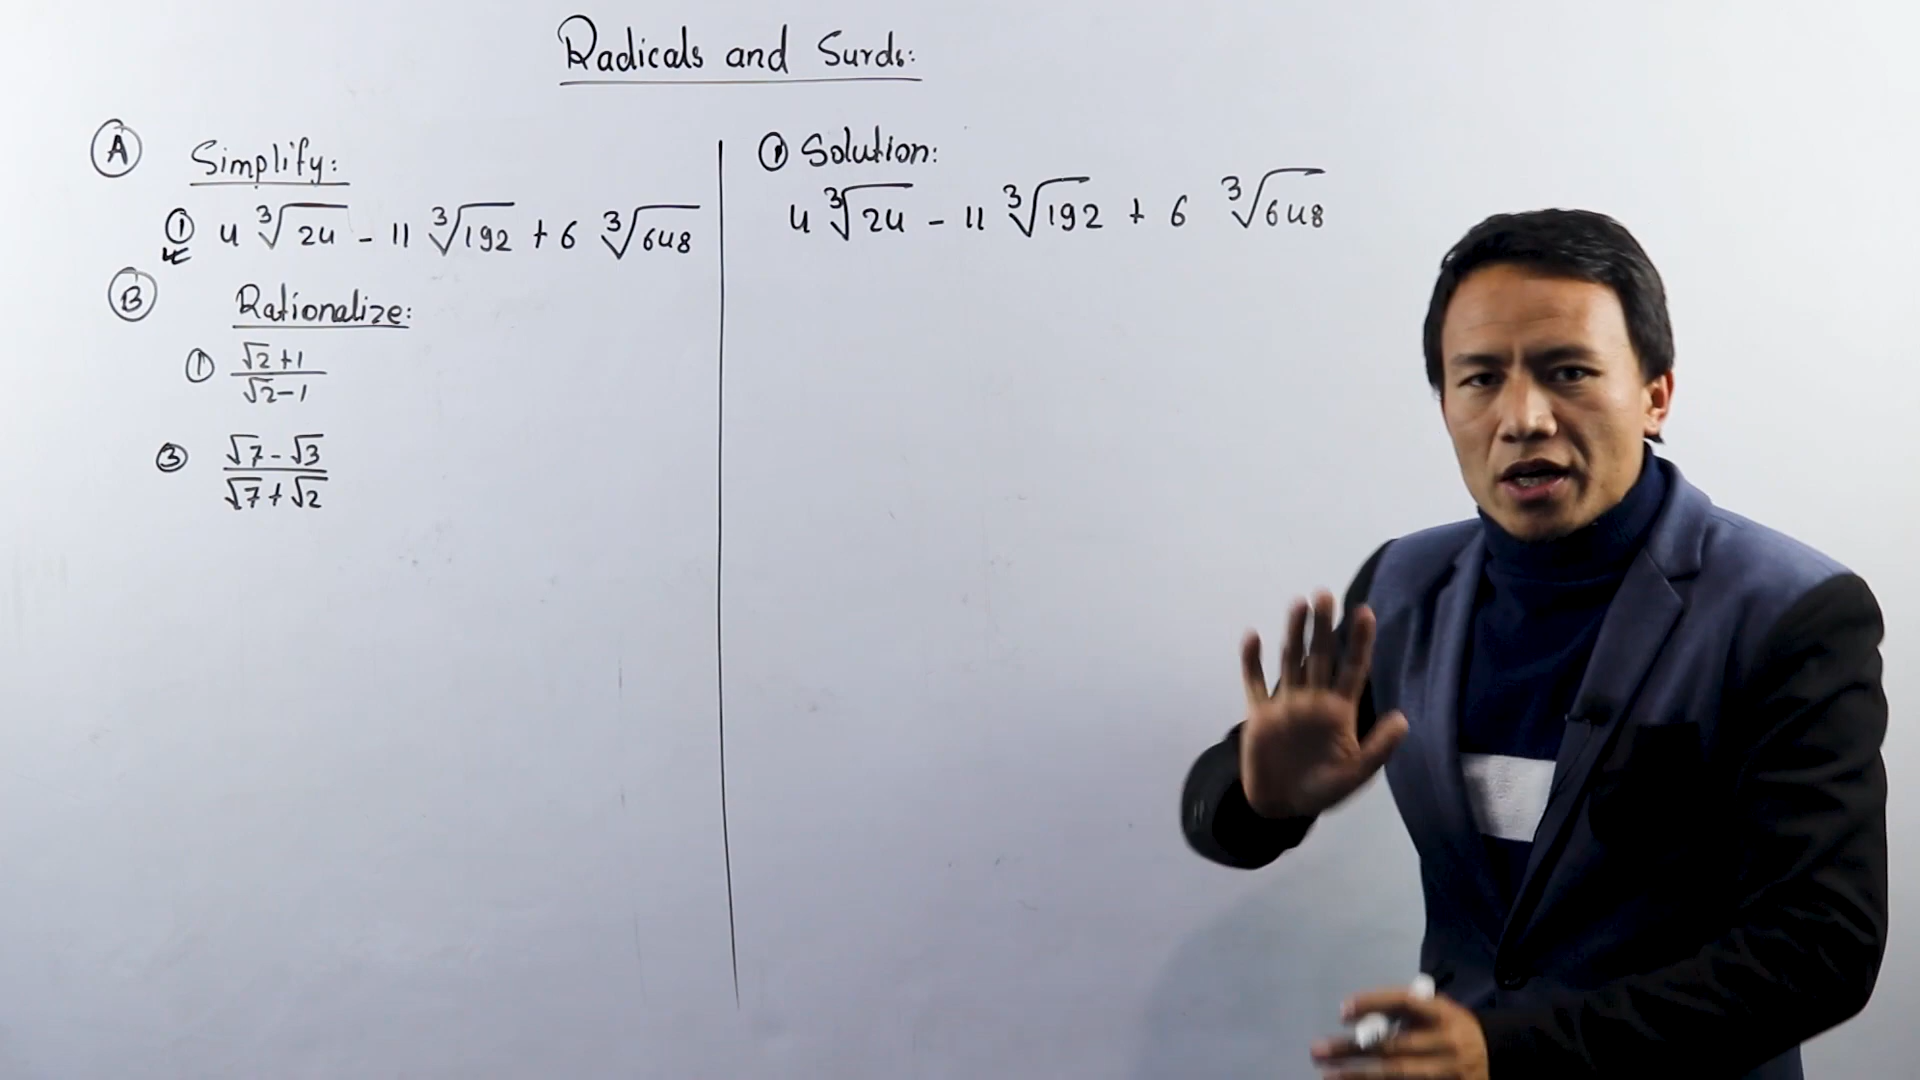 Radicals and Surds:
Ⓐ Simplify:
① 4 ∛24 - 11 ∛192 + 6 ∛648
Ⓑ Rationalize:
① (√2+1)/(√2-1)
③ (√7-√3)/(√7+√2)
① Solution:
4 ∛24 - 11 ∛192 + 6 ∛648